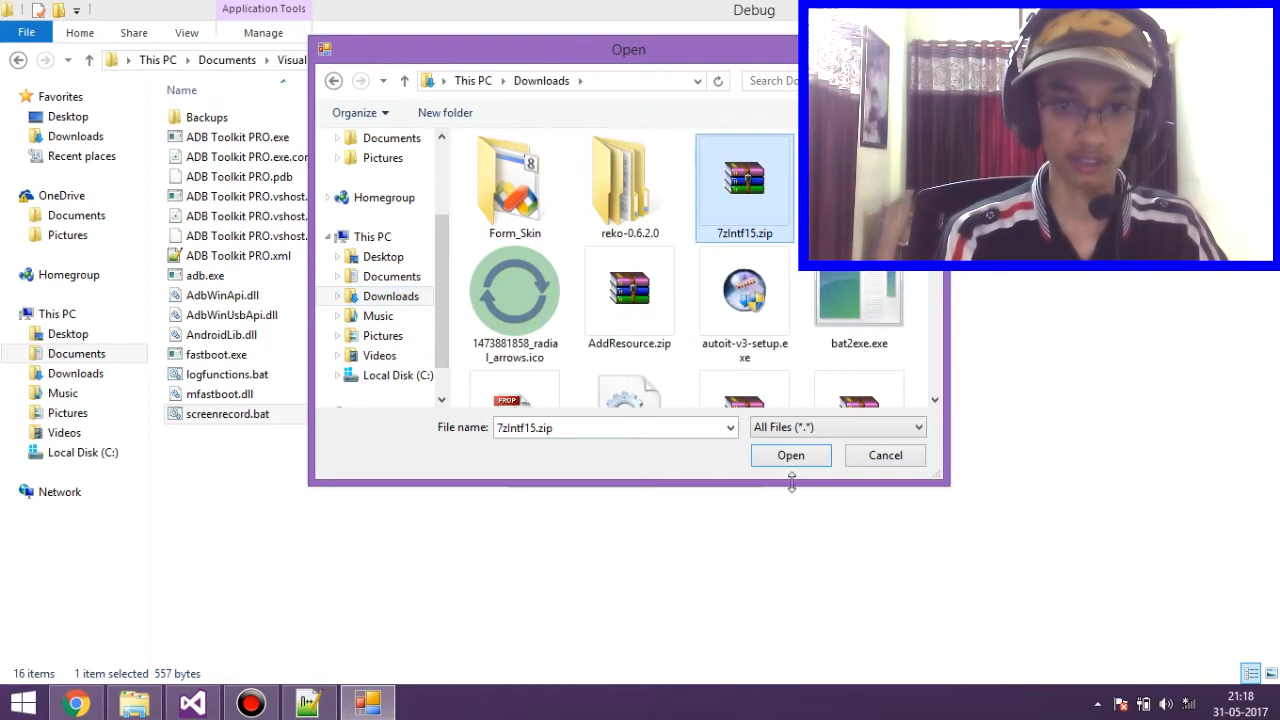 Application Tools
Debug
File
Home
Share
View
Manage
This PC
Documents
Visual
Favorites
Desktop
Downloads
Recent places
OneDrive
Documents
Pictures
Homegroup
This PC
Desktop
Documents
Downloads
Music
Pictures
Videos
Local Disk (C:)
Network
Name
Backups
ADB Toolkit PRO.exe
ADB Toolkit PRO.exe.con
ADB Toolkit PRO.pdb
ADB Toolkit PRO.vshost.
ADB Toolkit PRO.vshost.
ADB Toolkit PRO.vshost.
ADB Toolkit PRO.xml
adb.exe
AdbWinApi.dll
AdbWinUsbApi.dll
AndroidLib.dll
fastboot.exe
logfunctions.bat
mfastboot.dll
screenrecord.bat
Open
This PC
Downloads
Search Do
Organize
New folder
Documents
Pictures
Homegroup
This PC
Desktop
Documents
Downloads
Music
Pictures
Videos
Local Disk (C:)
8
Form_Skin
reko-0.6.2.0
1473881858_radia
l_arrows.ico
AddResource.zip
autoit-v3-setup.e
xe
bat2exe.exe
PROP
File name:
All Files (*.*)
Open
Cancel
16 items
1 item selected 557 bytes
21:18
31-05-2017